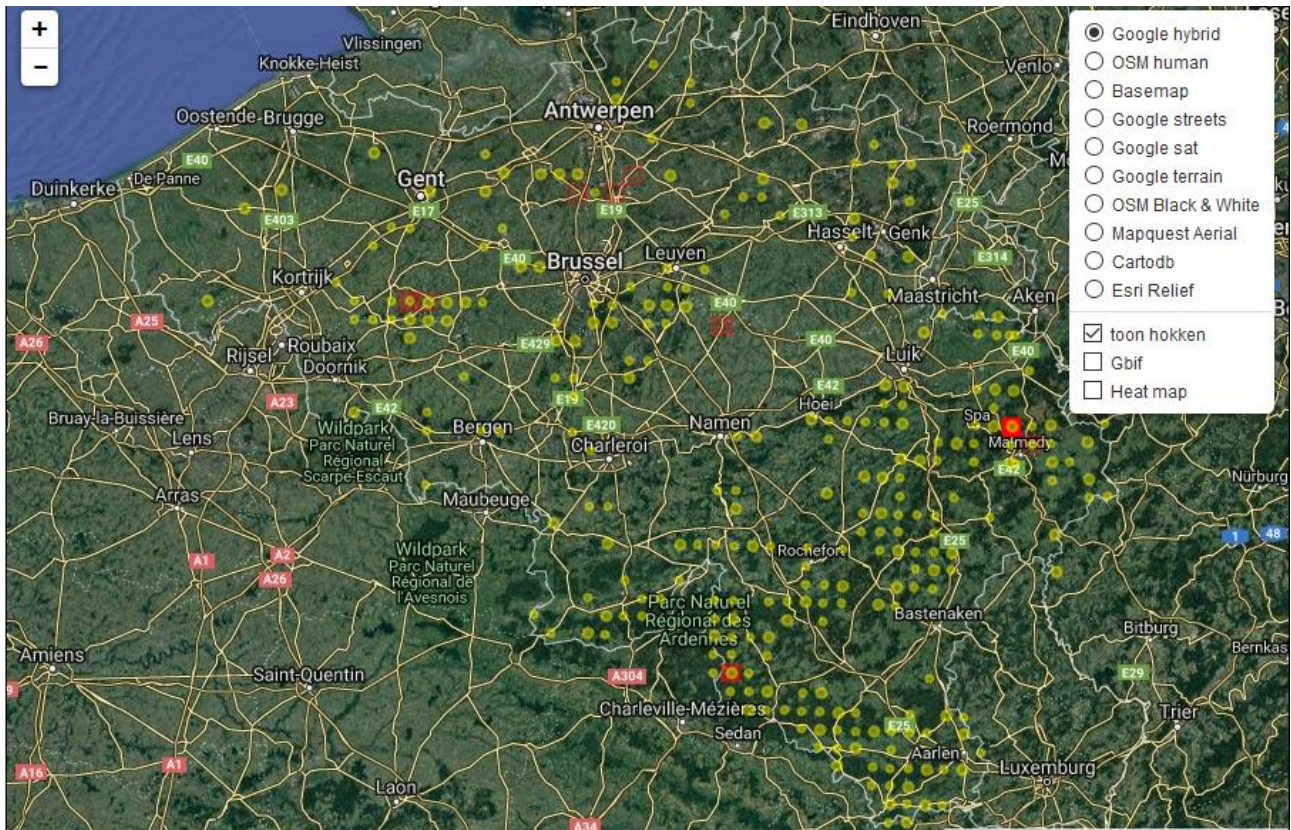 +
−
Vlissingen
Knokke-Heist
Eindhoven
Venlo
Antwerpen
Oostende
Brugge
Roermond
E40
De Panne
Duinkerke
Gent
E17
E403
E19
E313
E25
Hasselt
Genk
Leuven
E40
Brussel
E314
Kortrijk
Maastricht
Aken
E40
A25
A26
Roubaix
Rijsel
Doornik
E429
E40
Luik
E40
A23
E42
E19
E42
Hoei
Bruay-la-Buissière
Lens
Wildpark
Parc Naturel
Régional
Scarpe-Escaut
Bergen
E420
Charleroi
Namen
Spa
Malmedy
E42
Nürburg
Arras
Maubeuge
A1
A2
A26
Wildpark
Parc Naturel
Régional de
l'Avesnois
Rochefort
E25
1
48
Parc Naturel
Régional des
Ardennes
Bastenaken
Bitburg
Bernkas
Amiens
Saint-Quentin
A304
E29
Charleville-Mézières
Sedan
E25
Trier
Aarlen
Luxemburg
A16
A1
Laon
A34
Google hybrid
OSM human
Basemap
Google streets
Google sat
Google terrain
OSM Black & White
Mapquest Aerial
Cartodb
Esri Relief
toon hokken
Gbif
Heat map